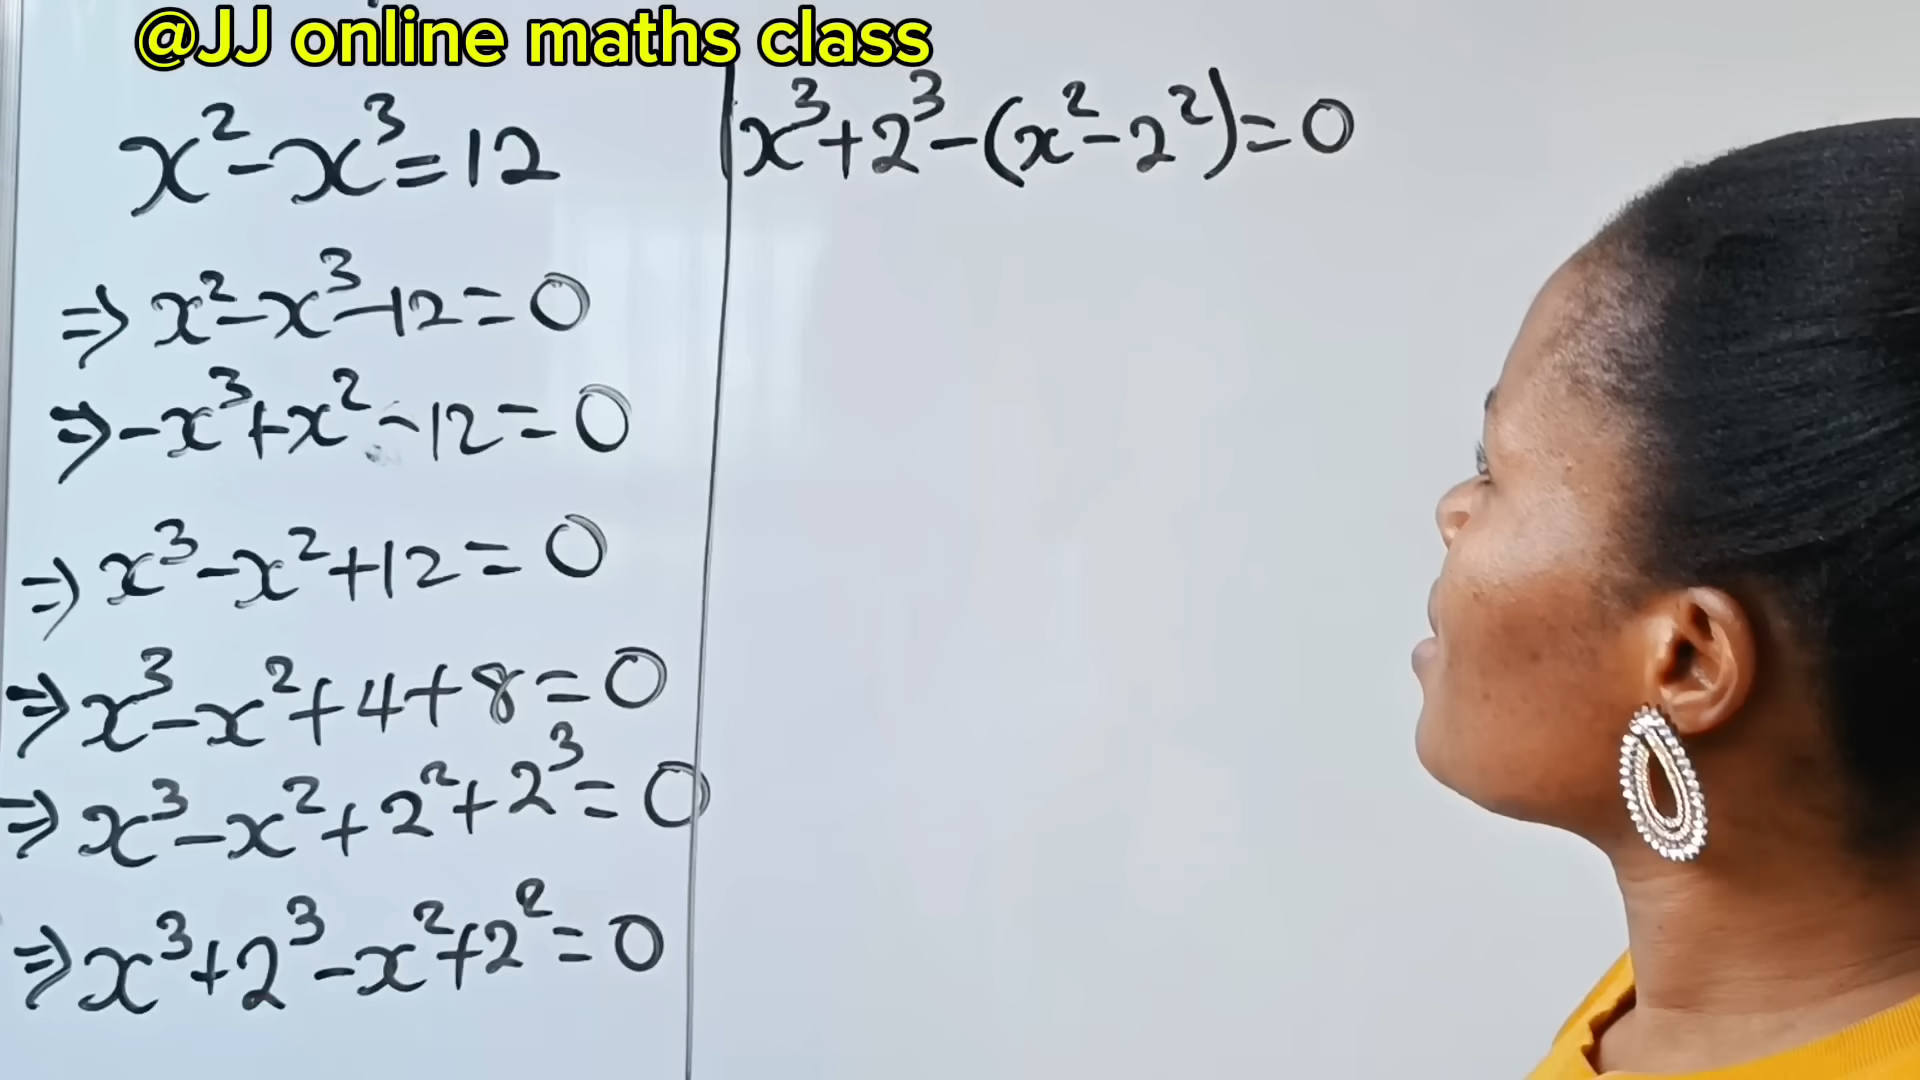 @JJ online maths class
x²-x³=12
⇒x²-x³-12=0
⇒-x³+x²-12=0
⇒x³-x²+12=0
⇒x³-x²+4+8=0
⇒x³-x²+2²+2³=0
⇒x³+2³-x²+2²=0
x³+2³-(x²-2²)=0